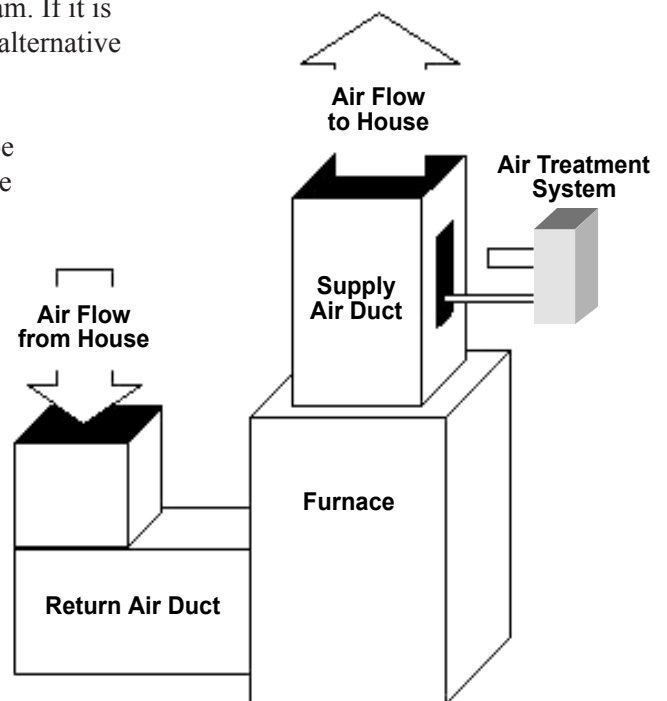 am. If it is
alternative
e
e
Air Flow
to House
Air Treatment
System
Supply
Air Duct
Air Flow
from House
Furnace
Return Air Duct